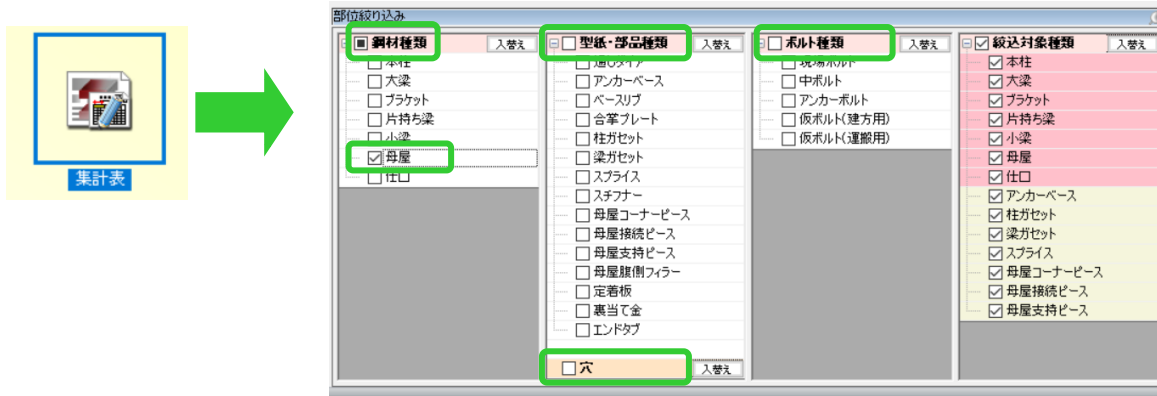 集計表
部位絞り込み
鋼材種類 入替え
本柱
大梁
ブラケット
片持ち梁
小梁
母屋
仕口
型紙・部品種類 入替え
通しダイア
アンカーベース
ベースリブ
合掌プレート
柱ガセット
梁ガセット
スプライス
スチフナー
母屋コーナーピース
母屋接続ピース
母屋支持ピース
母屋腹側フィラー
定着板
裏当て金
エンドタブ
穴 入替え
ボルト種類 入替え
現場ボルト
中ボルト
アンカーボルト
仮ボルト(建方用)
仮ボルト(運搬用)
絞込対象種類 入替え
本柱
大梁
ブラケット
片持ち梁
小梁
母屋
仕口
アンカーベース
柱ガセット
梁ガセット
スプライス
母屋コーナーピース
母屋接続ピース
母屋支持ピース